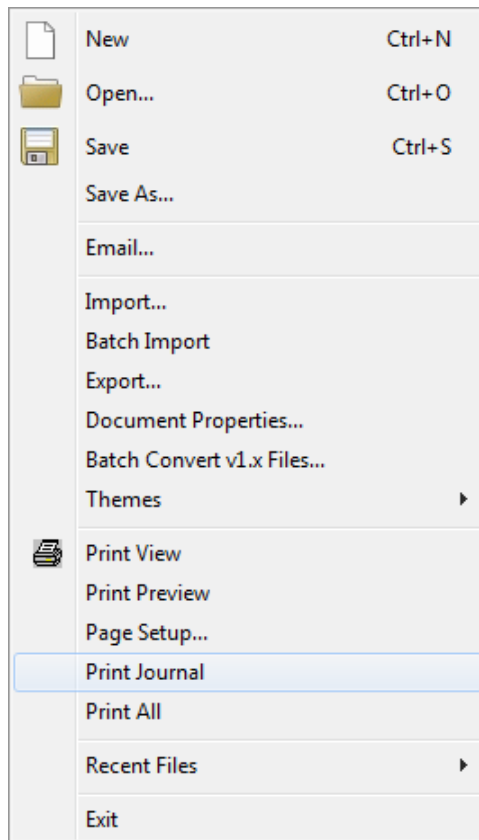 New Ctrl+N
Open... Ctrl+O
Save Ctrl+S
Save As...
Email...
Import...
Batch Import
Export...
Document Properties...
Batch Convert v1.x Files...
Themes
Print View
Print Preview
Page Setup...
Print Journal
Print All
Recent Files
Exit